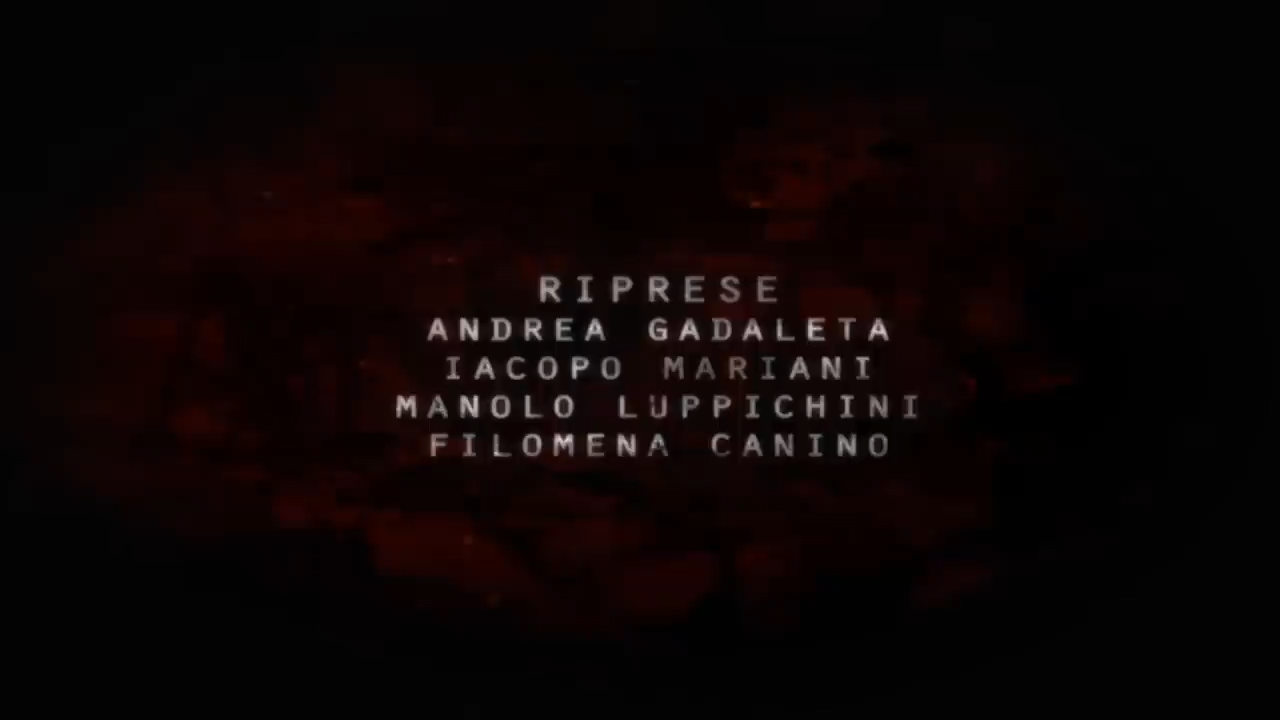 RIPRESE
ANDREA GADALETA
IACOPO MARIANI
MANOLO LUPPICHINI
FILOMENA CANINO